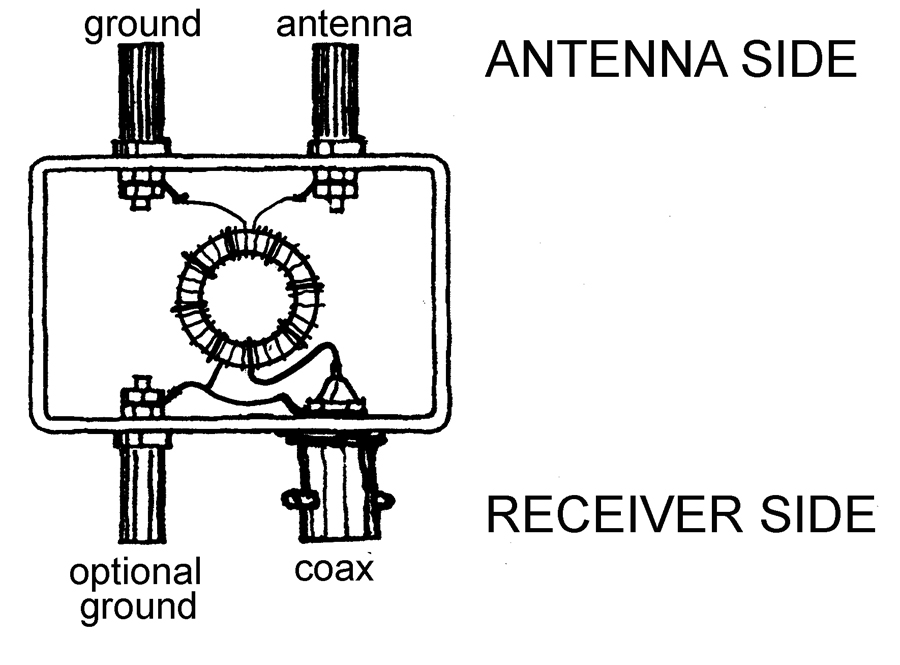 ground
antenna
ANTENNA SIDE
RECEIVER SIDE
optional
ground
coax